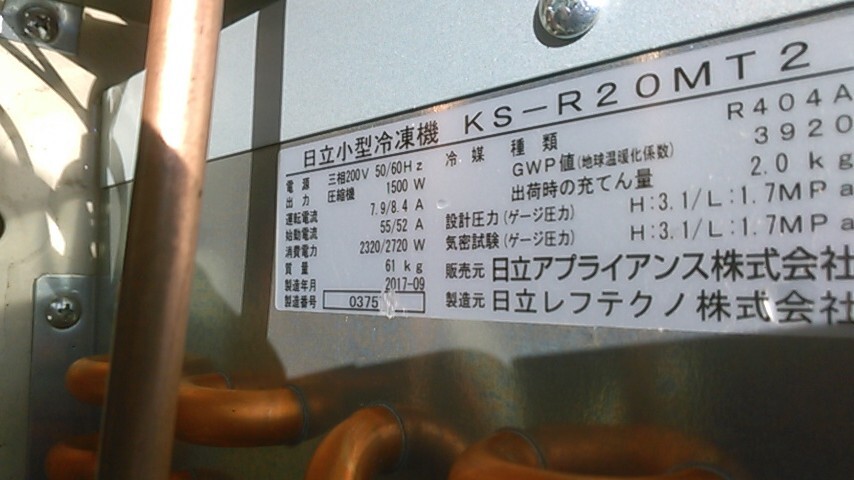 日立小型冷凍機 KS-R20MT2
電源 三相200V 50/60Hz
出力 圧縮機 1500W
運転電流 7.9/8.4 A
始動電流 55/52 A
消費電力 2320/2720 W
質量 61 kg
製造年月 2017-09
製造番号 0375
冷媒 種類 R404A
GWP値(地球温暖化係数) 3920
出荷時の充てん量 2.0 kg
設計圧力(ゲージ圧力) H:3.1/L:1.7MPa
気密試験(ゲージ圧力) H:3.1/L:1.7MPa
販売元 日立アプライアンス株式会社
製造元 日立レフテクノ株式会社